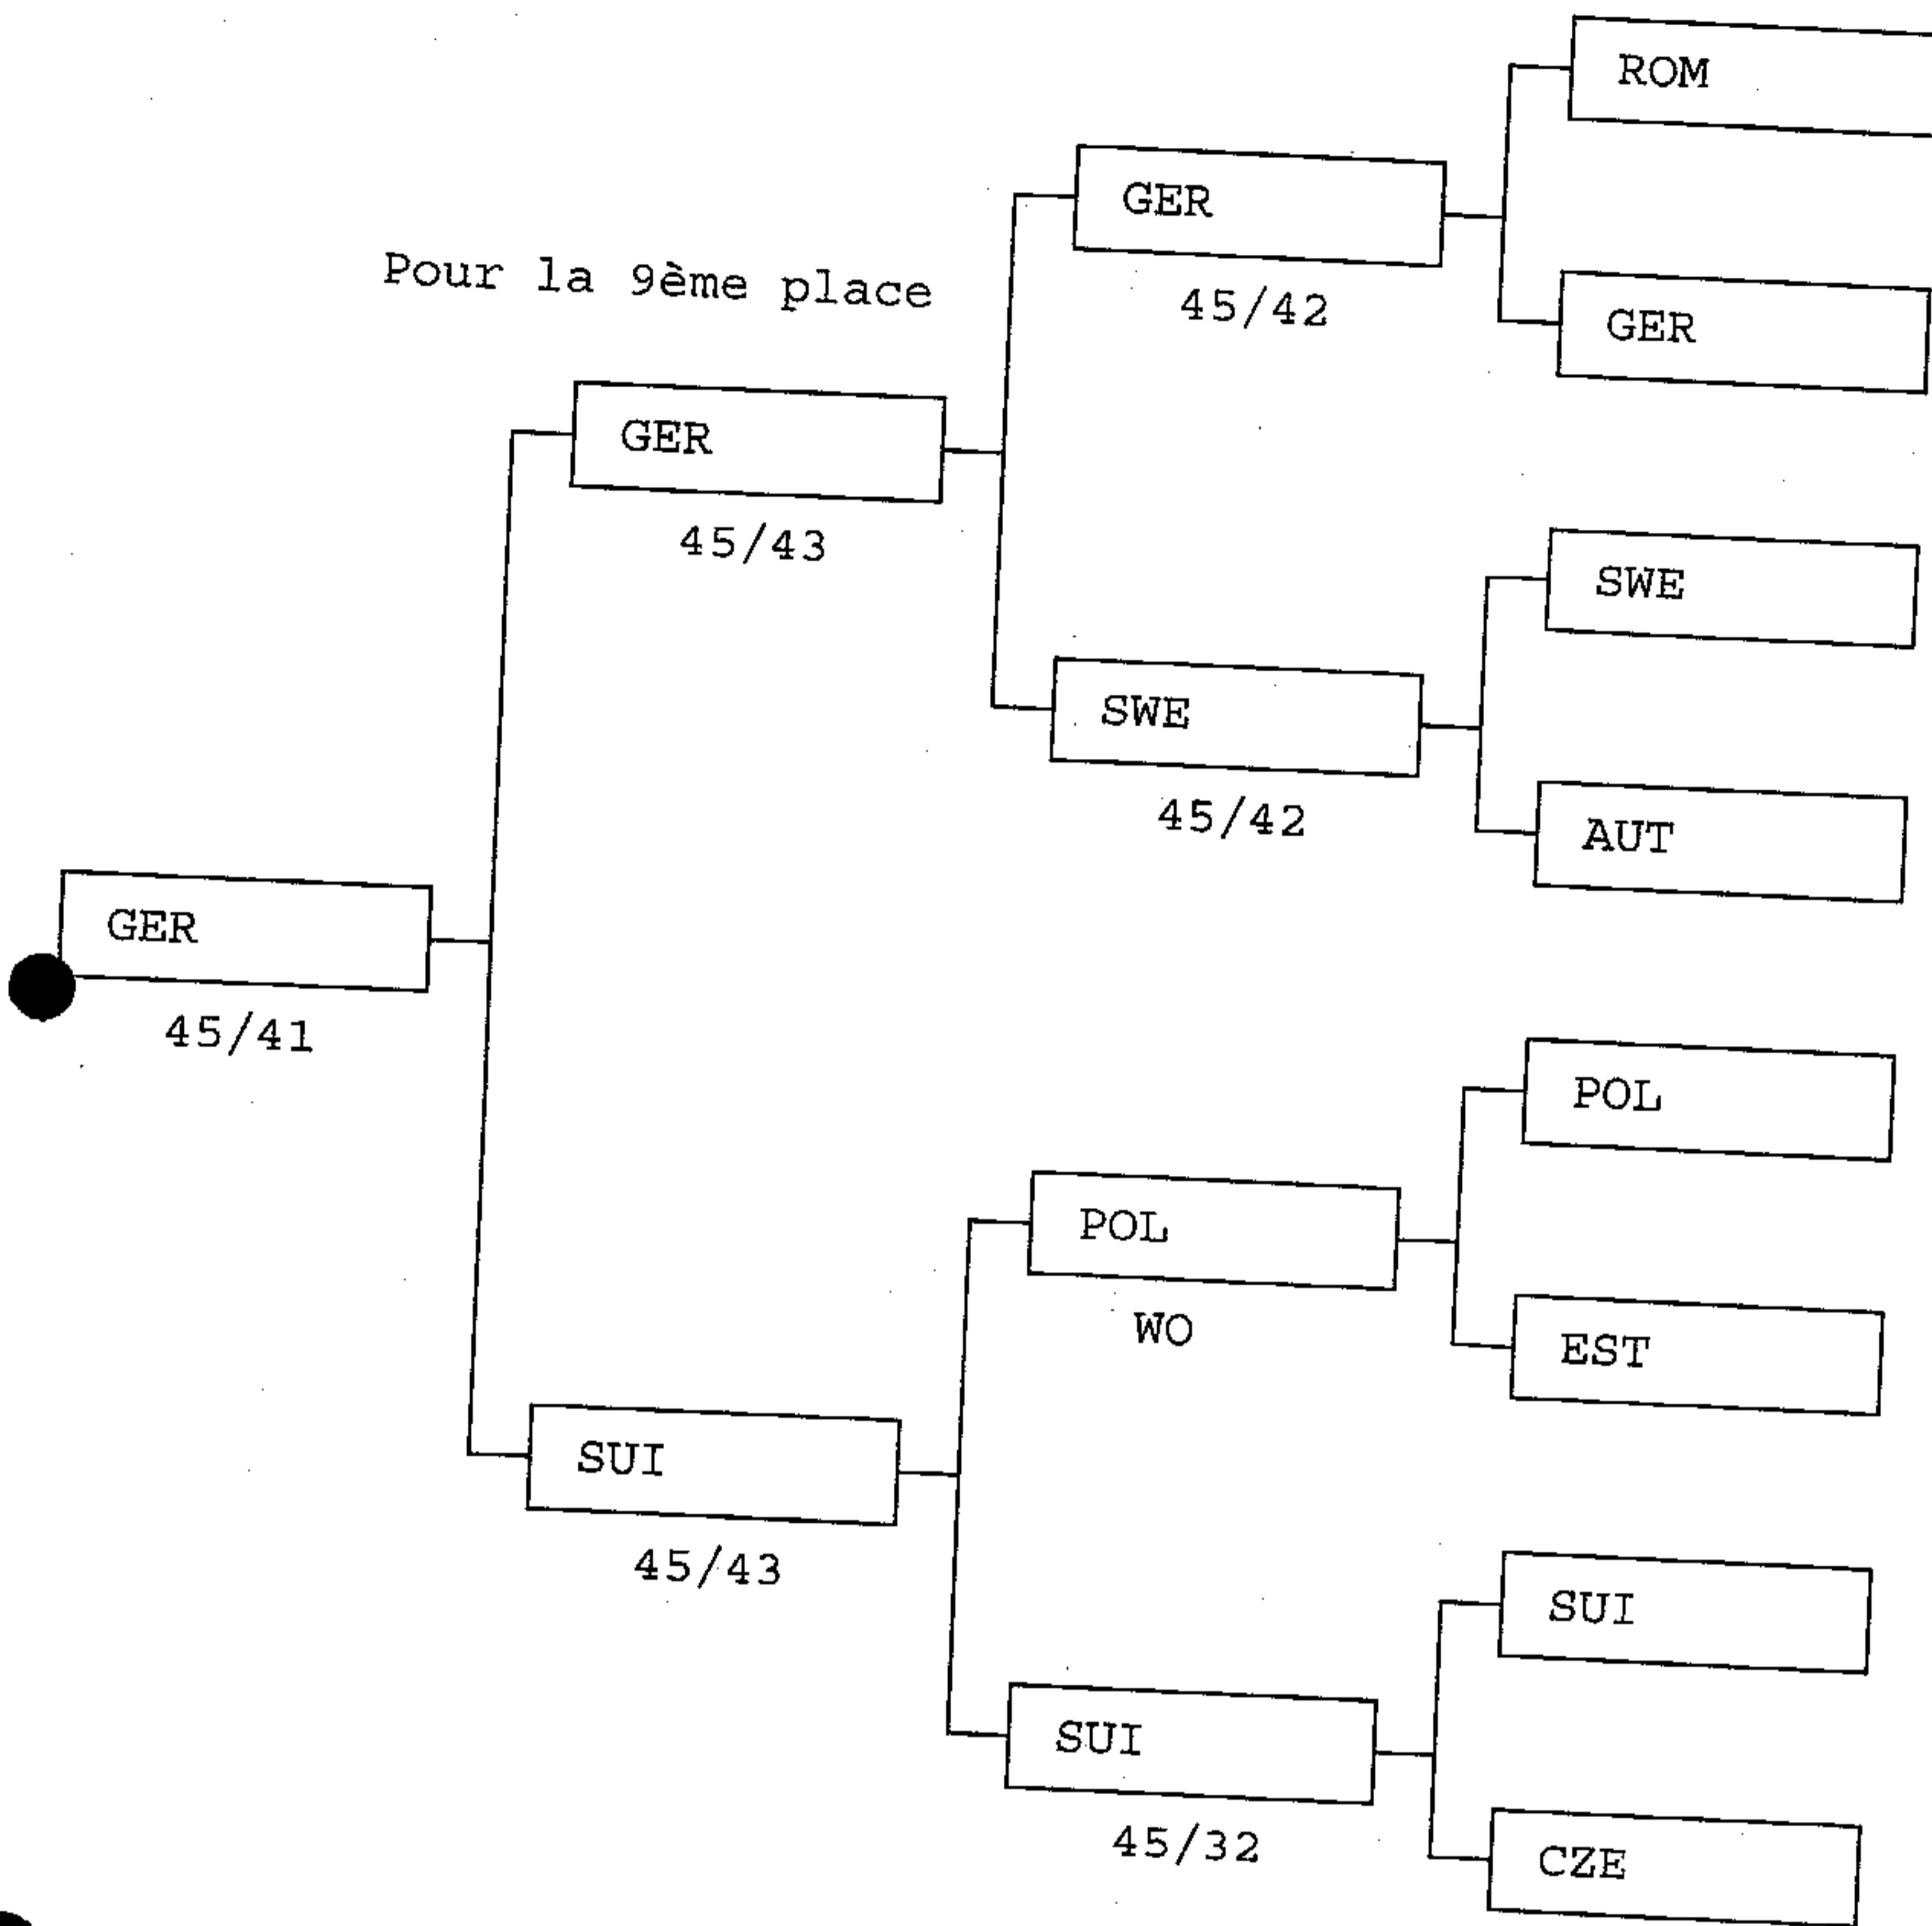 ROM
GER
45/42
GER
Pour la 9ème place
GER
45/43
SWE
SWE
45/42
AUT
GER
45/41
POL
POL
WO
EST
SUI
45/43
SUI
SUI
45/32
CZE